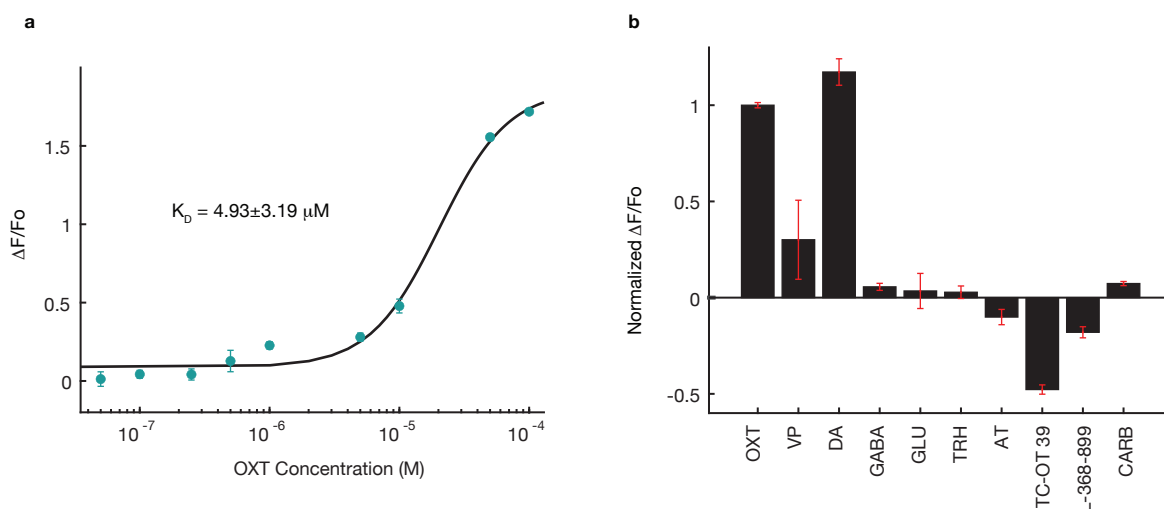 a
b
1.5
1
0.5
0
ΔF/Fo
K_D = 4.93±3.19 μM
10⁻⁷
10⁻⁶
10⁻⁵
10⁻⁴
OXT Concentration (M)
1
0.5
0
-0.5
Normalized ΔF/Fo
OXT
VP
DA
GABA
GLU
TRH
AT
TC-OT 39
-368-899
CARB